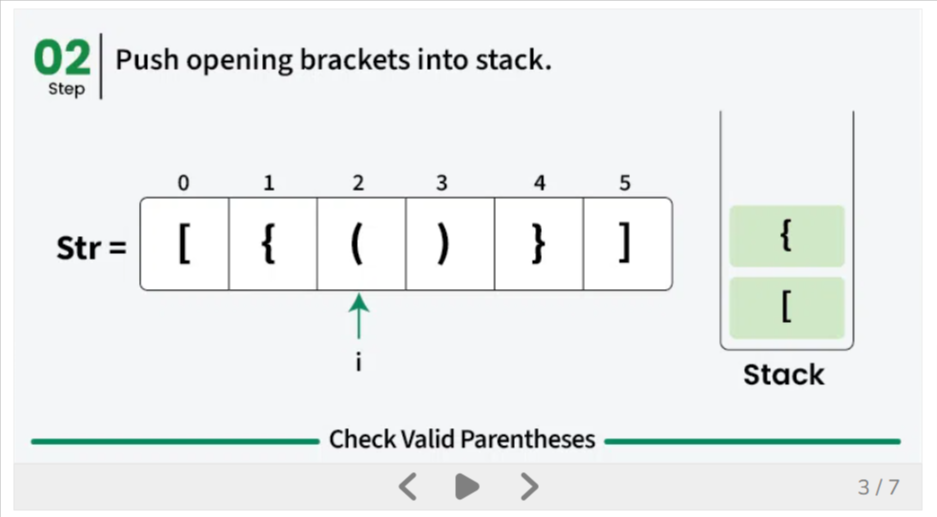 02 Push opening brackets into stack.
Step
0 1 2 3 4 5
Str = [ { ( ) } ]
{
[
i
Stack
Check Valid Parentheses
3 / 7